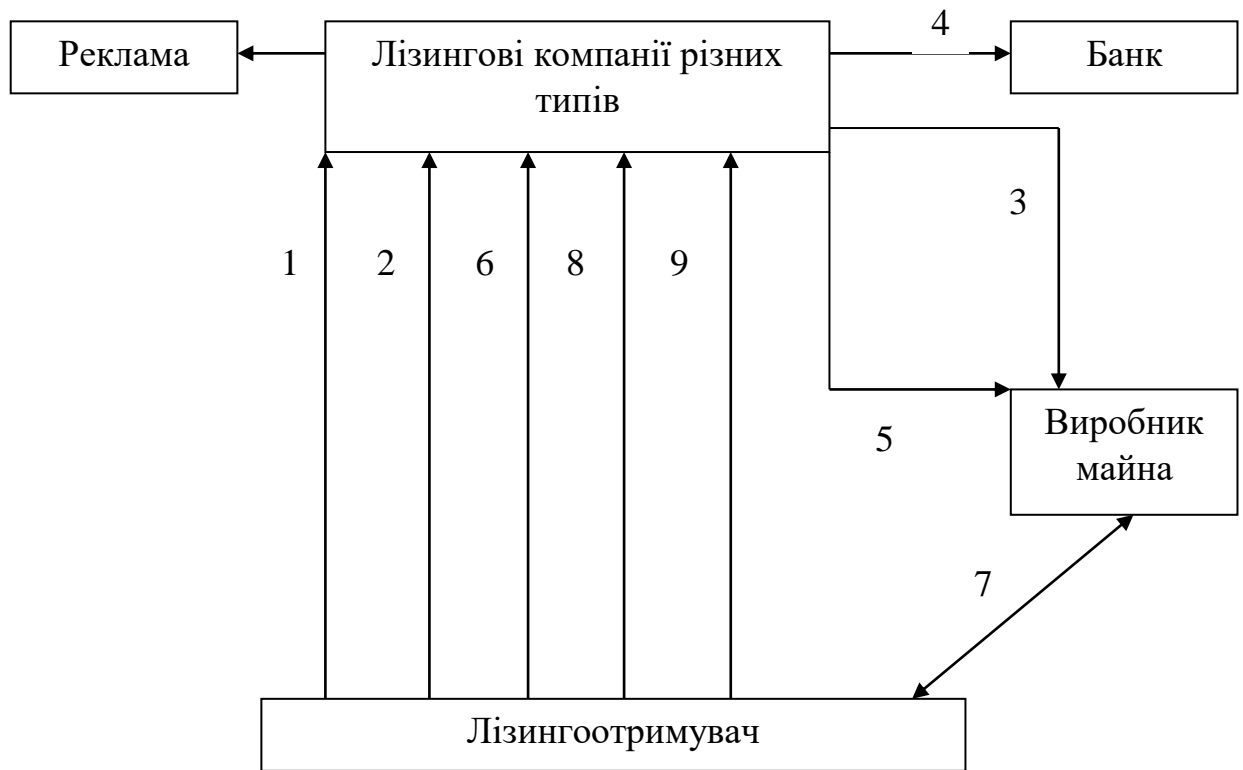 4
Реклама
Лізингові компанії різних
типів
Банк
3
1
2
6
8
9
5
Виробник
майна
7
Лізингоотримувач